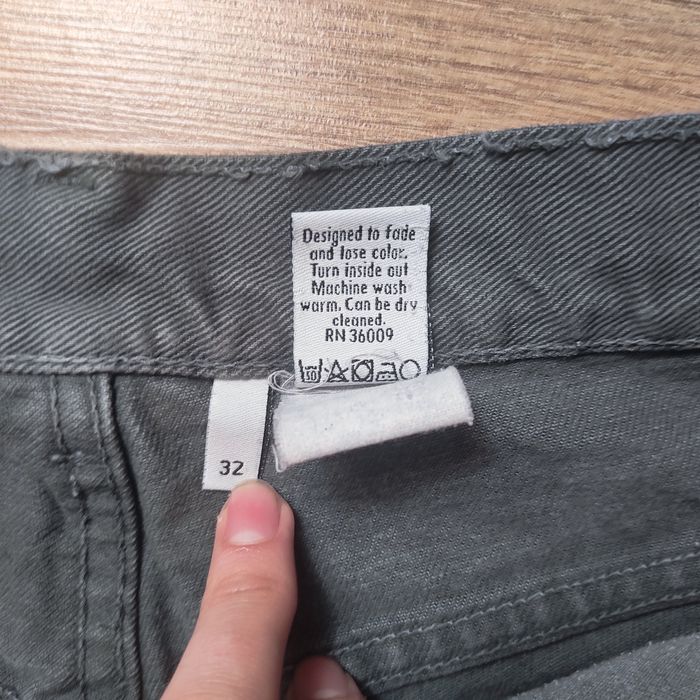 Designed to fade
and lose color.
Turn inside out
Machine wash
warm. Can be dry
cleaned.
RN 36009
32